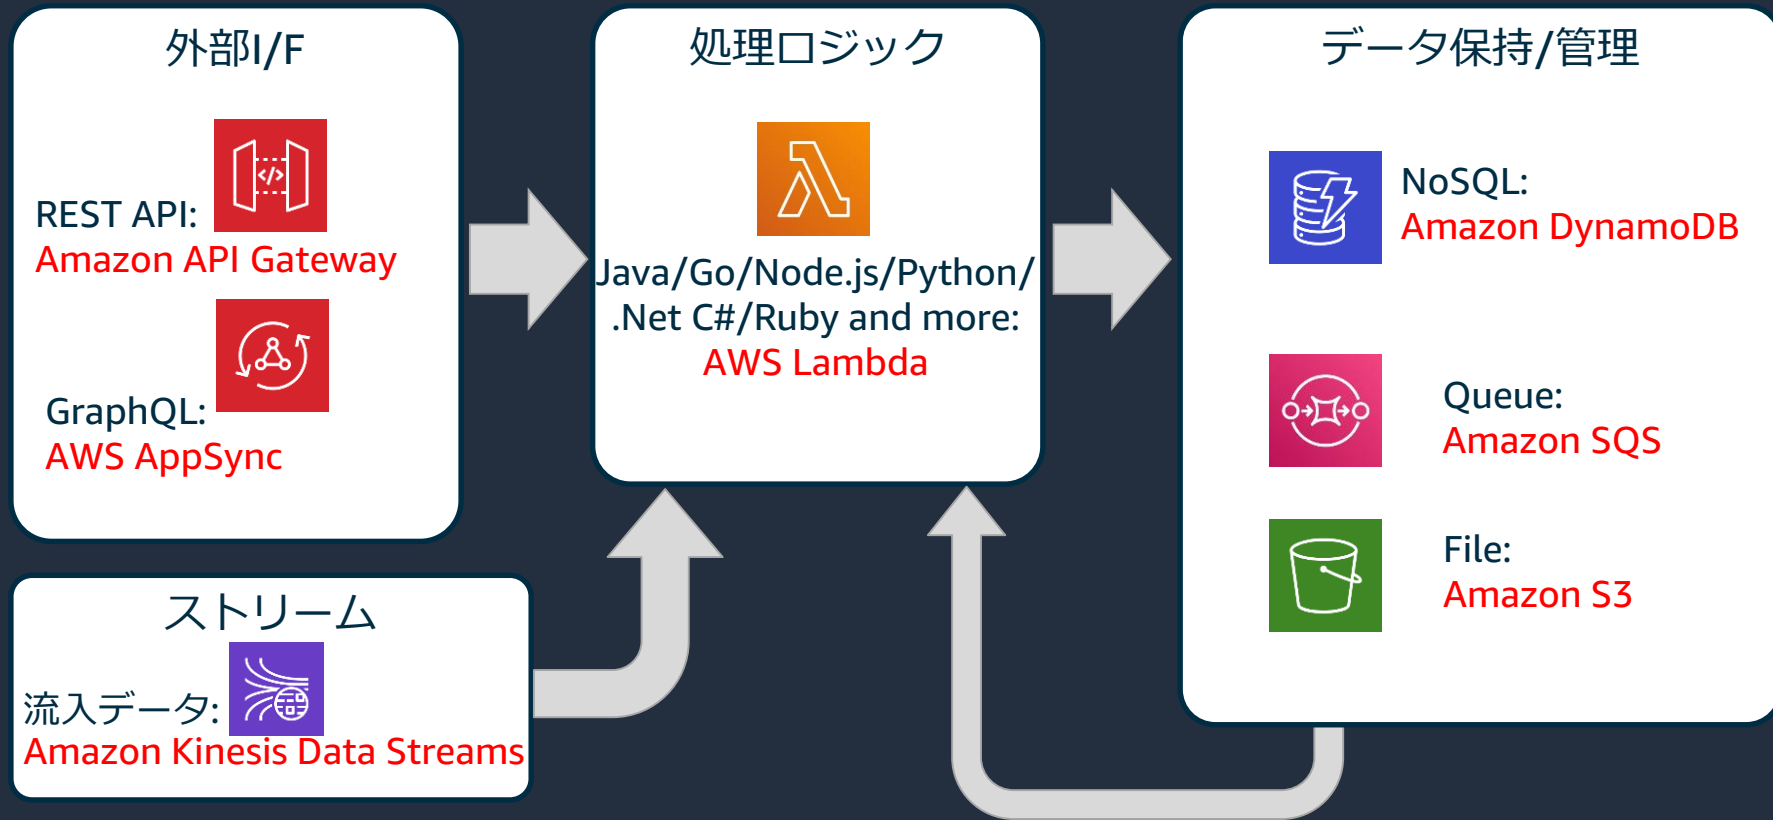 外部I/F
REST API:
Amazon API Gateway
GraphQL:
AWS AppSync
ストリーム
流入データ:
Amazon Kinesis Data Streams
処理ロジック
Java/Go/Node.js/Python/
.Net C#/Ruby and more:
AWS Lambda
データ保持/管理
NoSQL:
Amazon DynamoDB
Queue:
Amazon SQS
File:
Amazon S3